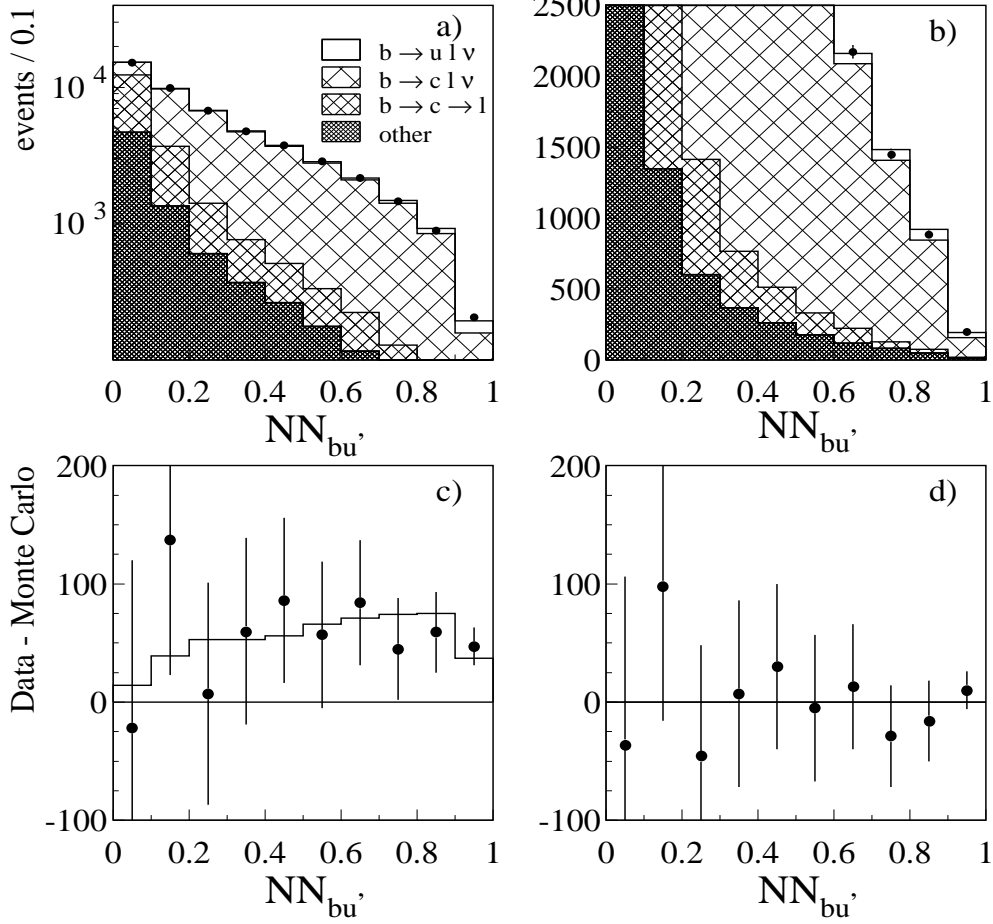 a)
b → u l ν
b → c l ν
b → c → l
other
events / 0.1
10^4
10^3
0 0.2 0.4 0.6 0.8 1
NN_bu’
b)
2500
2000
1500
1000
500
0
0 0.2 0.4 0.6 0.8 1
NN_bu’
c)
Data - Monte Carlo
200
100
0
-100
0 0.2 0.4 0.6 0.8 1
NN_bu’
d)
200
100
0
-100
0 0.2 0.4 0.6 0.8 1
NN_bu’